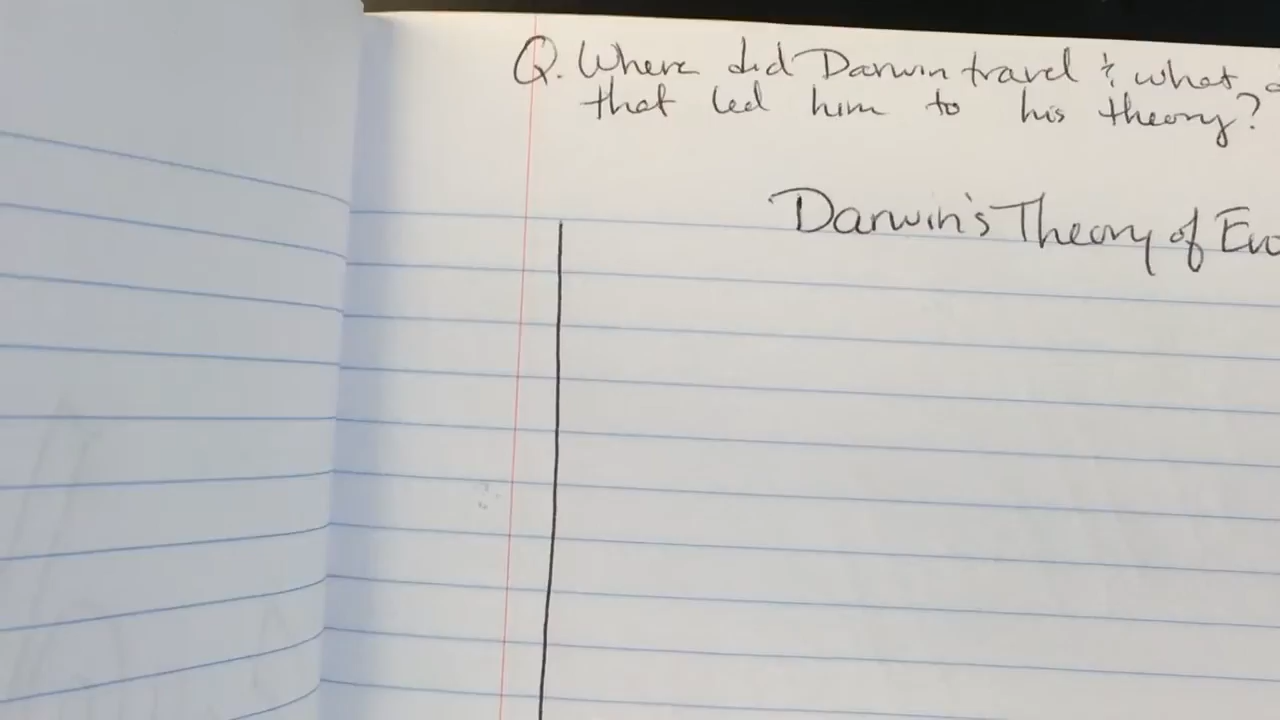 Q. Where did Darwin travel & what
that led him to his theory?
Darwin's Theory of